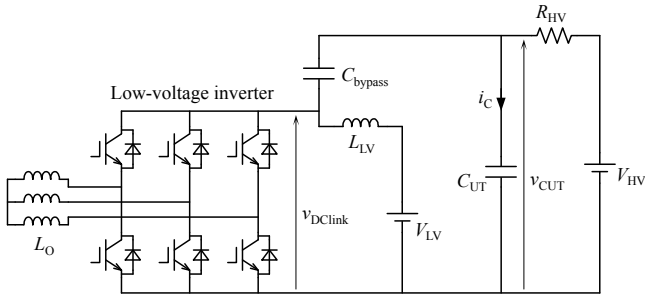 R_HV
C_bypass
Low-voltage inverter
i_C
L_LV
C_UT
v_CUT
V_HV
v_DClink
V_LV
L_O